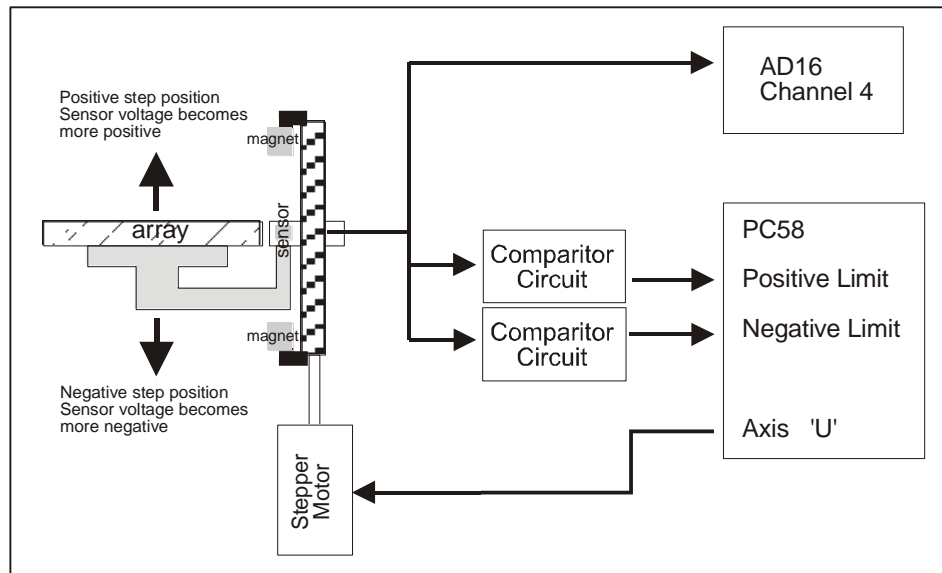 Positive step position
Sensor voltage becomes
more positive
magnet
array
sensor
magnet
Negative step position
Sensor voltage becomes
more negative
Stepper
Motor
AD16
Channel 4
Comparitor
Circuit
Comparitor
Circuit
PC58
Positive Limit
Negative Limit
Axis 'U'